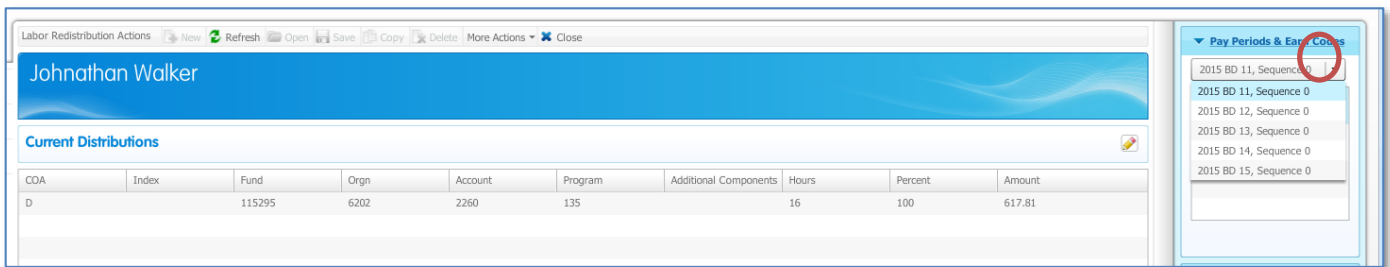 Labor Redistribution Actions New Refresh Open Save Copy Delete More Actions Close
Johnathan Walker
Current Distributions
COA Index Fund Orgn Account Program Additional Components Hours Percent Amount
D 115295 6202 2260 135 16 100 617.81
Pay Periods & Earn Codes
2015 BD 11, Sequence 0
2015 BD 11, Sequence 0
2015 BD 12, Sequence 0
2015 BD 13, Sequence 0
2015 BD 14, Sequence 0
2015 BD 15, Sequence 0